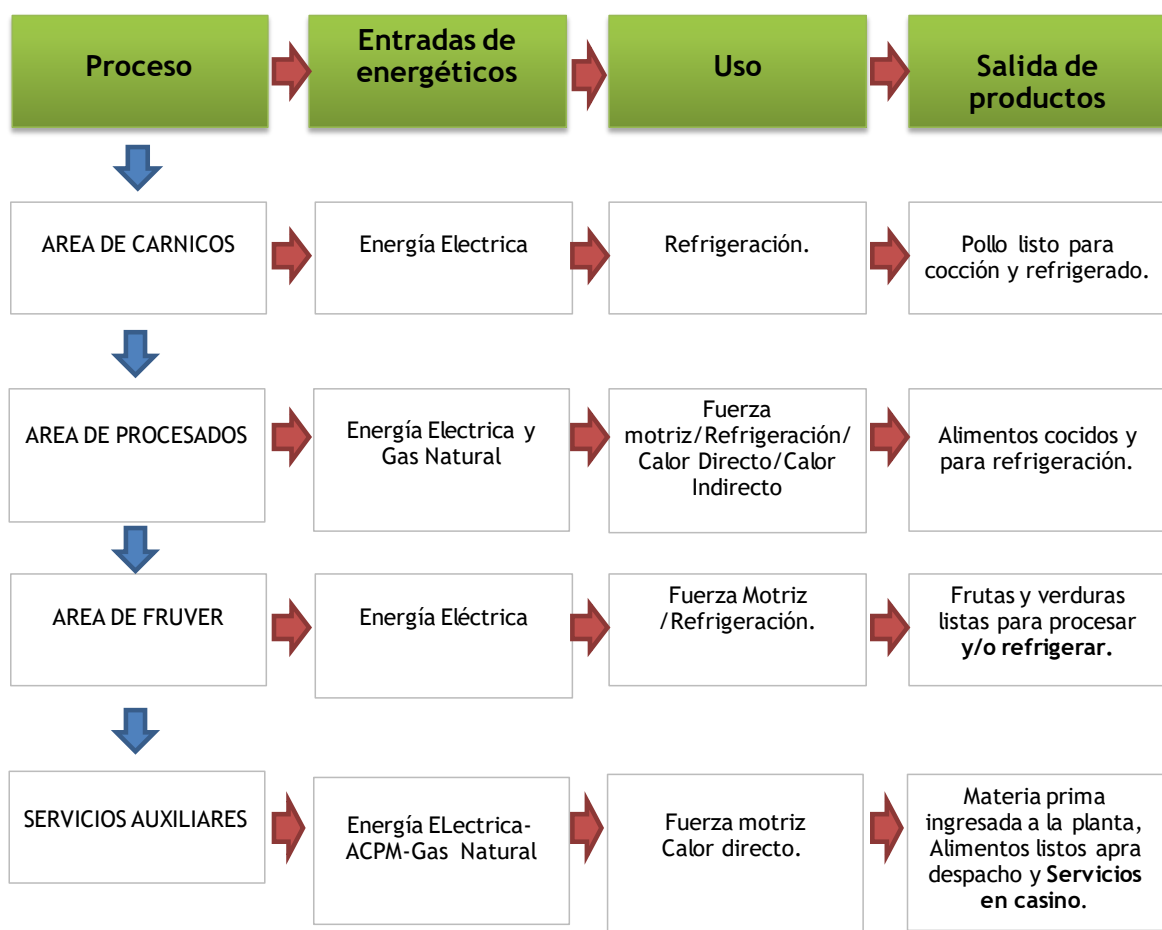 Proceso
Entradas de
energéticos
Uso
Salida de
productos
AREA DE CARNICOS
Energía Electrica
Refrigeración.
Pollo listo para
cocción y refrigerado.
AREA DE PROCESADOS
Energía Electrica y
Gas Natural
Fuerza
motriz/Refrigeración/
Calor Directo/Calor
Indirecto
Alimentos cocidos y
para refrigeración.
AREA DE FRUVER
Energía Eléctrica
Fuerza Motriz
/Refrigeración.
Frutas y verduras
listas para procesar
y/o refrigerar.
SERVICIOS AUXILIARES
Energía ELectrica-
ACPM-Gas Natural
Fuerza motriz
Calor directo.
Materia prima
ingresada a la planta,
Alimentos listos apra
despacho y Servicios
en casino.